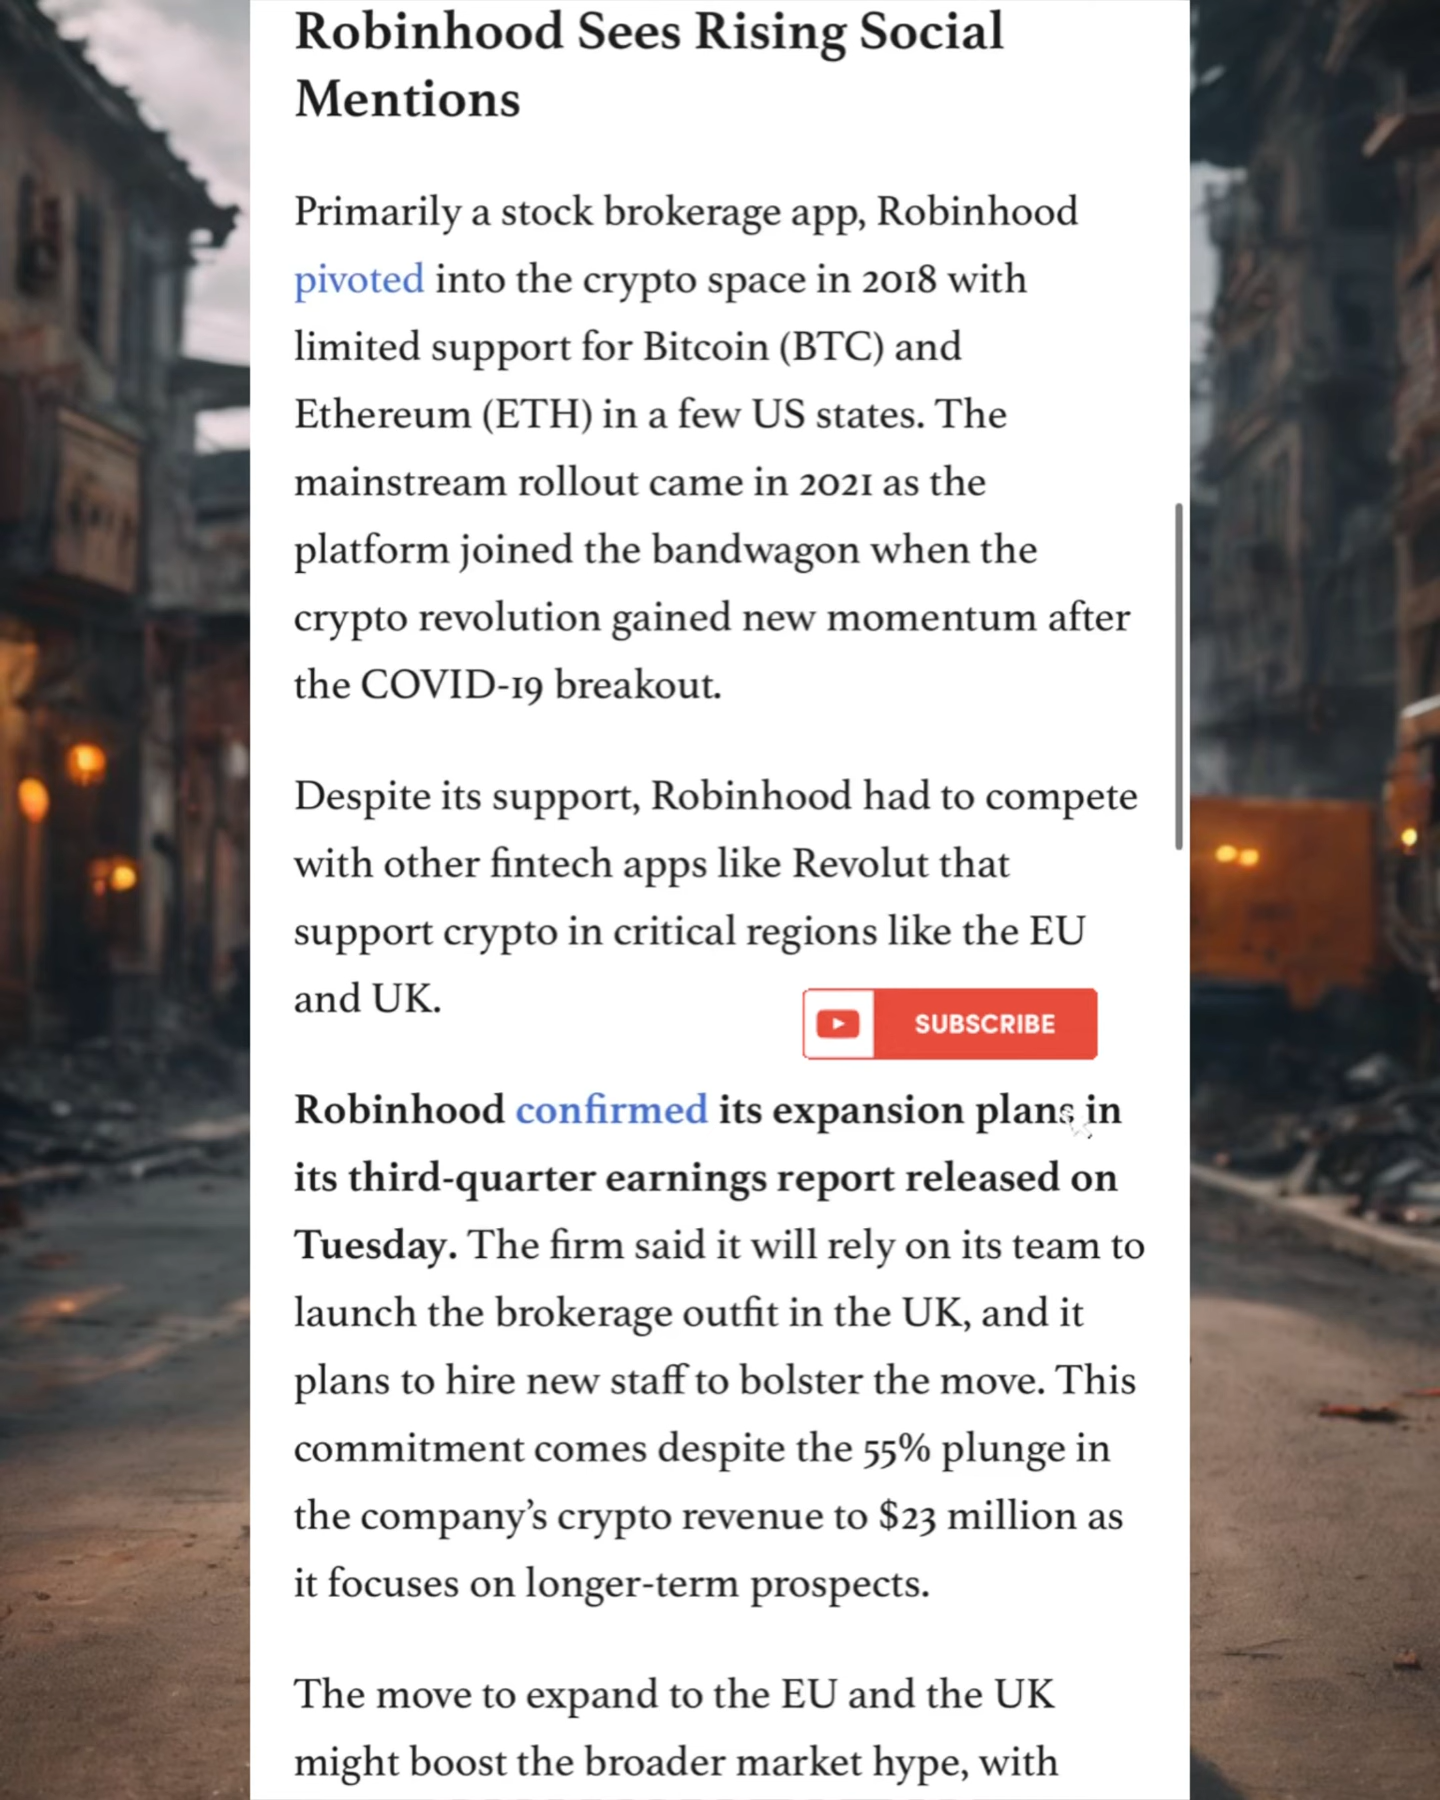 Robinhood Sees Rising Social
Mentions
Primarily a stock brokerage app, Robinhood
pivoted into the crypto space in 2018 with
limited support for Bitcoin (BTC) and
Ethereum (ETH) in a few US states. The
mainstream rollout came in 2021 as the
platform joined the bandwagon when the
crypto revolution gained new momentum after
the COVID-19 breakout.
Despite its support, Robinhood had to compete
with other fintech apps like Revolut that
support crypto in critical regions like the EU
and UK.
SUBSCRIBE
Robinhood confirmed its expansion plans in
its third-quarter earnings report released on
Tuesday. The firm said it will rely on its team to
launch the brokerage outfit in the UK, and it
plans to hire new staff to bolster the move. This
commitment comes despite the 55% plunge in
the company’s crypto revenue to $23 million as
it focuses on longer-term prospects.
The move to expand to the EU and the UK
might boost the broader market hype, with